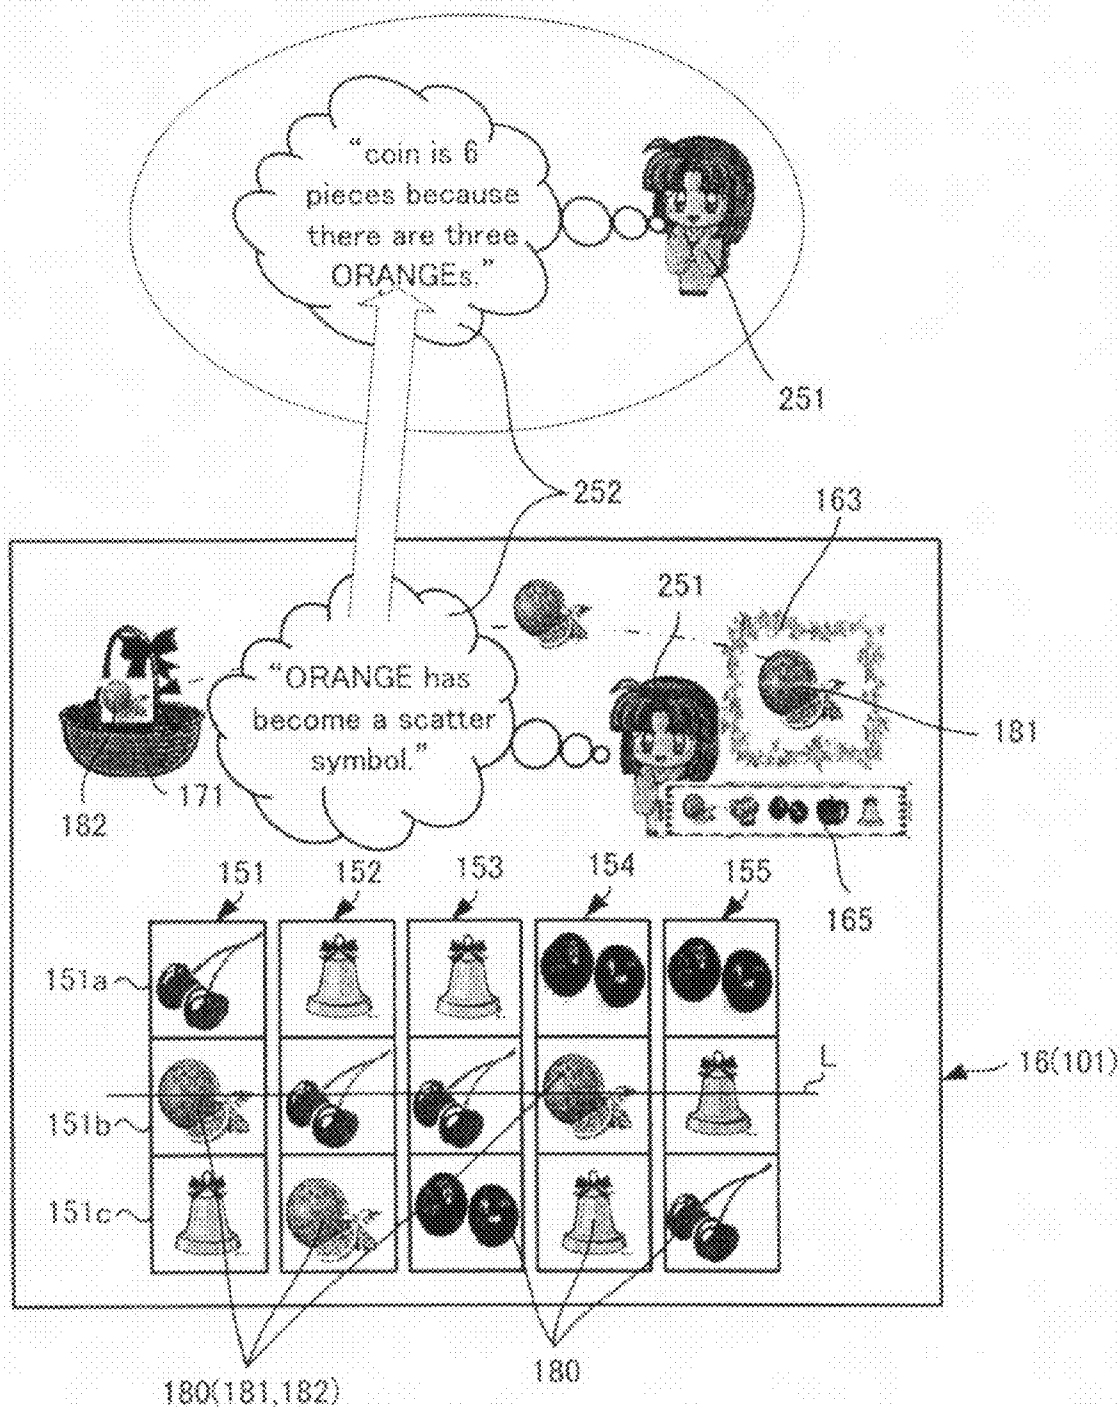 “coin is 6
pieces because
there are three
ORANGEs.”
251
252
163
251
“ORANGE has
become a scatter
symbol.”
181
171
182
151
152
153
154
155
165
151a
16(101)
L
151b
151c
180
180(181,182)